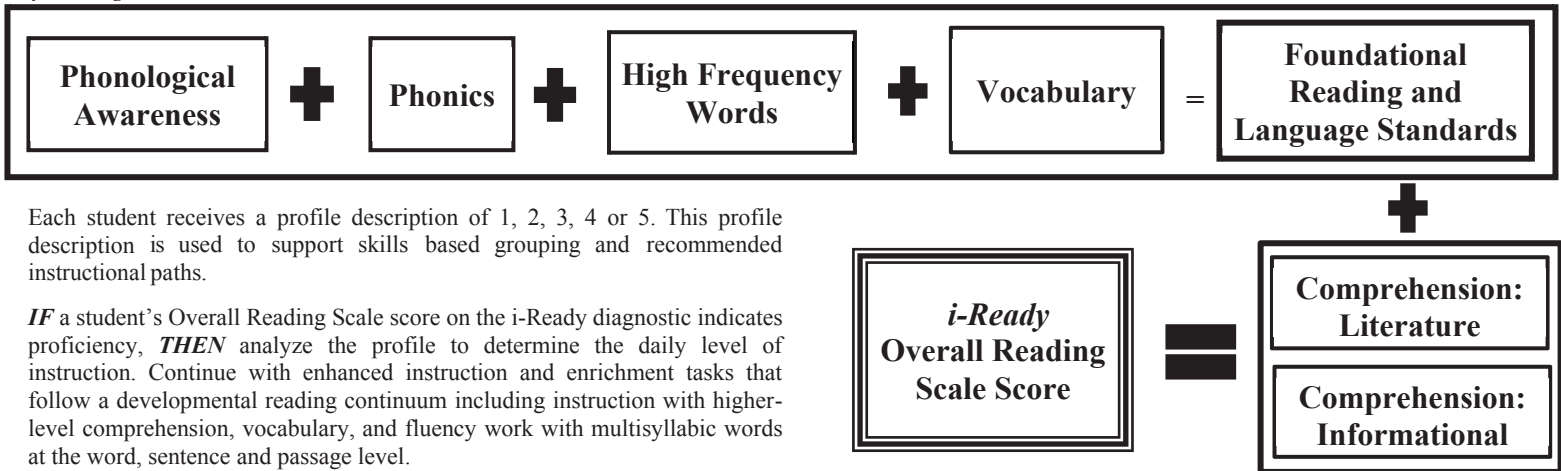 Phonological
Awareness
Phonics
High Frequency
Words
Vocabulary
=
Foundational
Reading and
Language Standards
Each student receives a profile description of 1, 2, 3, 4 or 5. This profile
description is used to support skills based grouping and recommended
instructional paths.
IF a student’s Overall Reading Scale score on the i-Ready diagnostic indicates
proficiency, THEN analyze the profile to determine the daily level of
instruction. Continue with enhanced instruction and enrichment tasks that
follow a developmental reading continuum including instruction with higher-
level comprehension, vocabulary, and fluency work with multisyllabic words
at the word, sentence and passage level.
i-Ready
Overall Reading
Scale Score
Comprehension:
Literature
Comprehension:
Informational